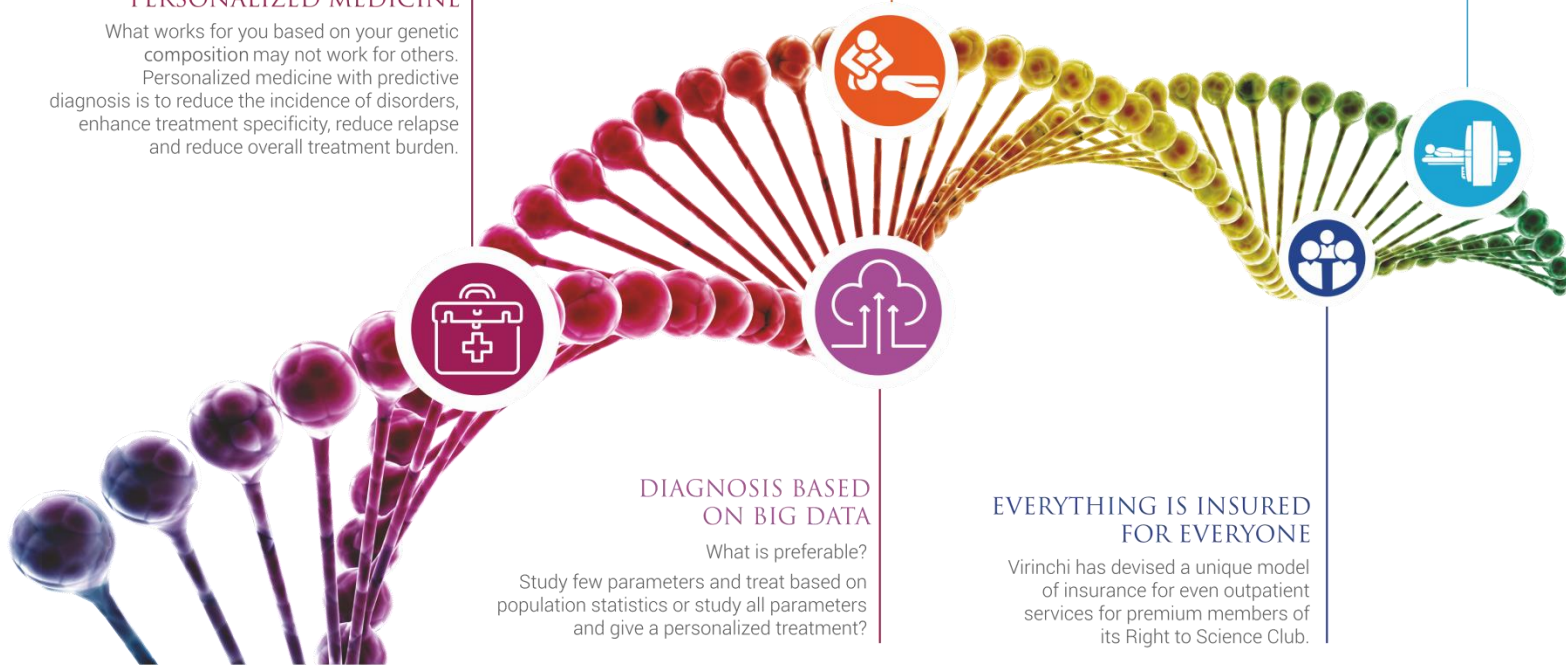 PERSONALIZED MEDICINE
What works for you based on your genetic
composition may not work for others.
Personalized medicine with predictive
diagnosis is to reduce the incidence of disorders,
enhance treatment specificity, reduce relapse
and reduce overall treatment burden.
DIAGNOSIS BASED
ON BIG DATA
What is preferable?
Study few parameters and treat based on
population statistics or study all parameters
and give a personalized treatment?
EVERYTHING IS INSURED
FOR EVERYONE
Virinchi has devised a unique model
of insurance for even outpatient
services for premium members of
its Right to Science Club.